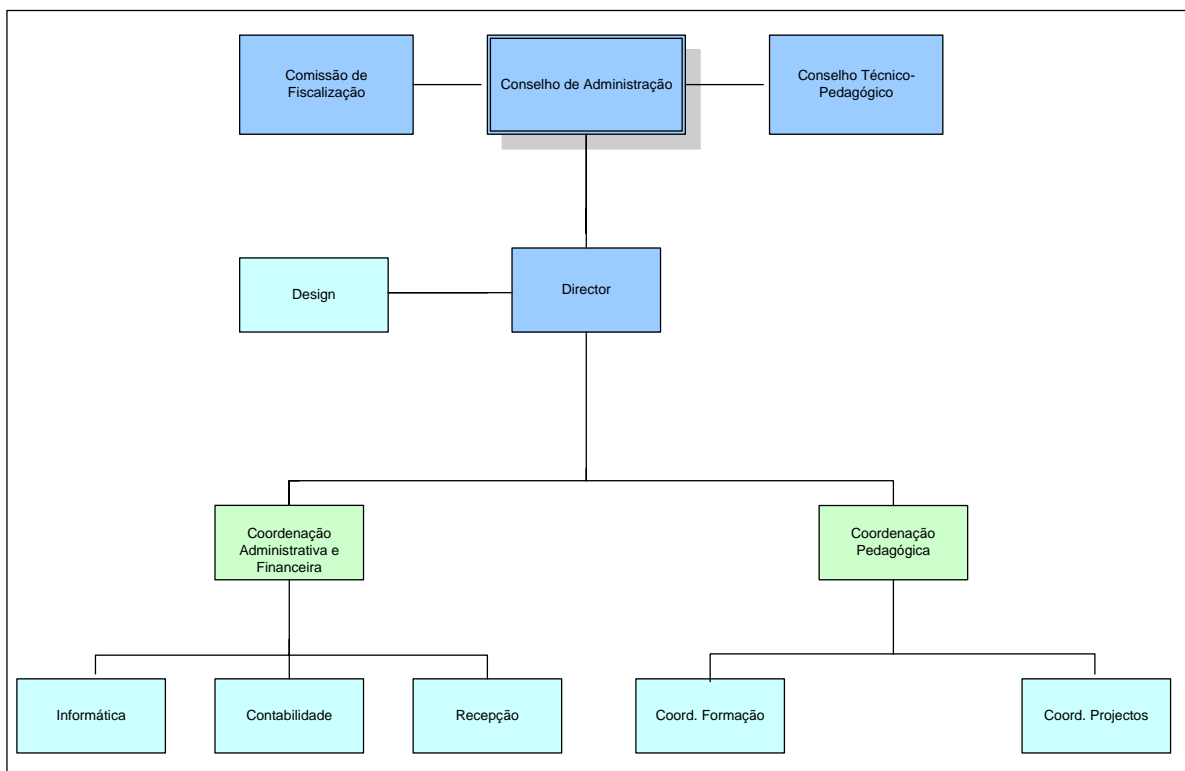 Comissão de
Fiscalização
Conselho de Administração
Conselho Técnico-
Pedagógico
Design
Director
Coordenação
Administrativa e
Financeira
Coordenação
Pedagógica
Informática
Contabilidade
Recepção
Coord. Formação
Coord. Projectos